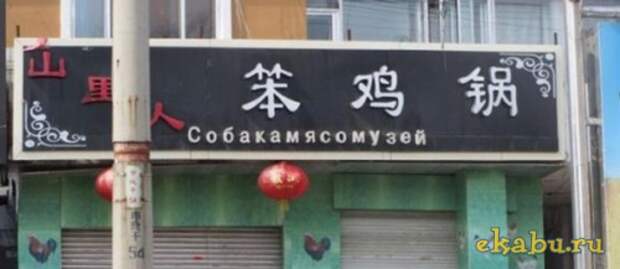 山里人 笨鸡锅
Собакамясомузей
ekabu.ru